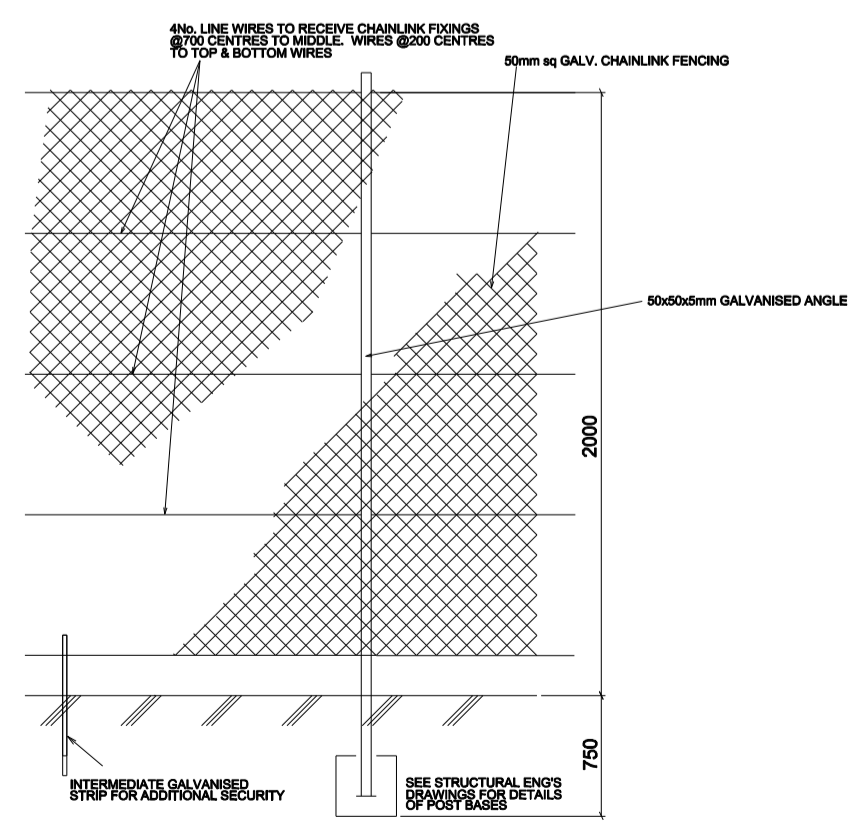 4No. LINE WIRES TO RECEIVE CHAINLINK FIXINGS
@700 CENTRES TO MIDDLE. WIRES @200 CENTRES
TO TOP & BOTTOM WIRES
50mm sq GALV. CHAINLINK FENCING
50x50x5mm GALVANISED ANGLE
2000
750
INTERMEDIATE GALVANISED
STRIP FOR ADDITIONAL SECURITY
SEE STRUCTURAL ENG'S
DRAWINGS FOR DETAILS
OF POST BASES